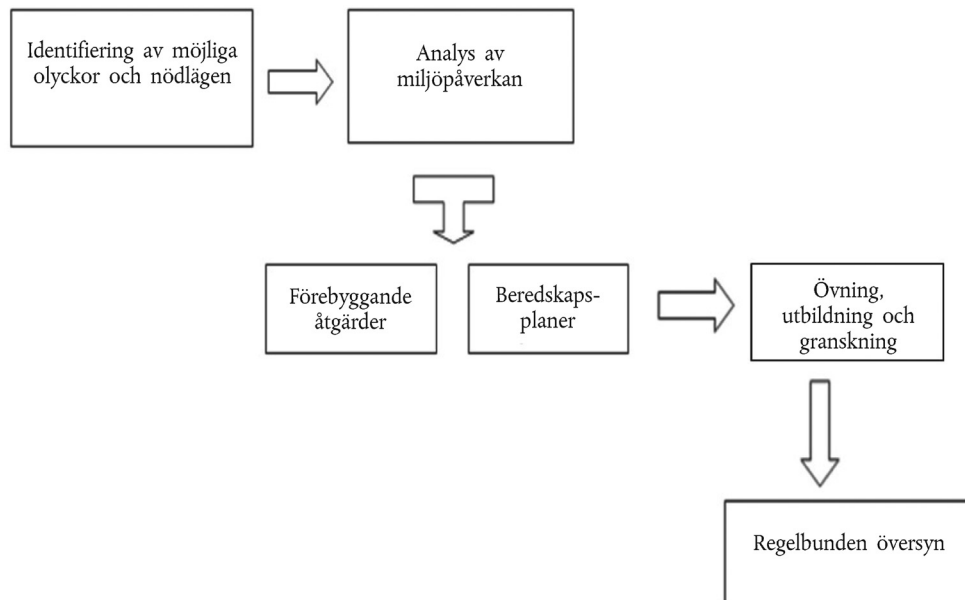 Identifiering av möjliga
olyckor och nödlägen
Analys av
miljöpåverkan
Förebyggande
åtgärder
Beredskaps-
planer
Övning,
utbildning och
granskning
Regelbunden översyn